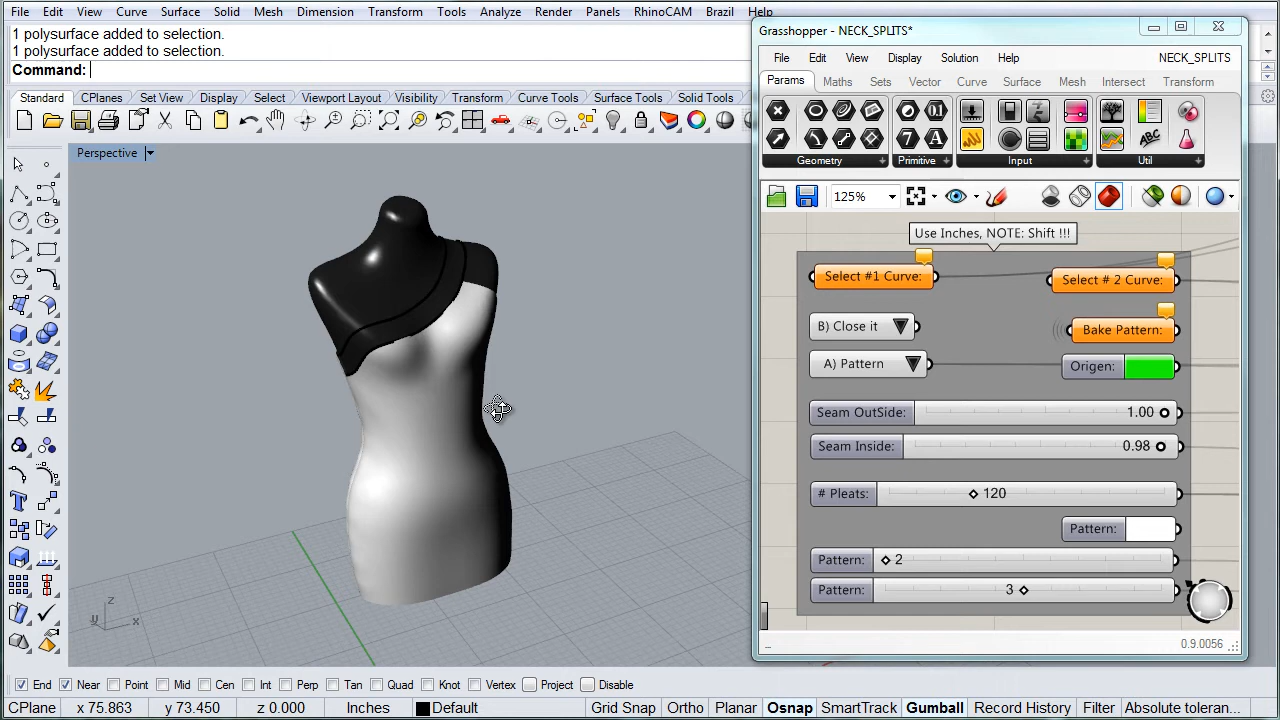 File Edit View Curve Surface Solid Mesh Dimension Transform Tools Analyze Render Panels RhinoCAM Brazil Help
1 polysurface added to selection.
1 polysurface added to selection.
Command:
Standard CPlanes Set View Display Select Viewport Layout Visibility Transform Curve Tools Surface Tools Solid Tools
Perspective
z
y x
Grasshopper - NECK_SPLITS*
File Edit View Display Solution Help NECK_SPLITS
Params Maths Sets Vector Curve Surface Mesh Intersect Transform
Geometry Primitive Input Util
125%
Use Inches, NOTE: Shift !!!
Select #1 Curve: Select # 2 Curve:
B) Close it Bake Pattern:
A) Pattern Origen:
Seam OutSide: 1.00
Seam Inside: 0.98
# Pleats: 120
Pattern:
Pattern: 2
Pattern: 3
0.9.0056
End Near Point Mid Cen Int Perp Tan Quad Knot Vertex Project Disable
CPlane x 75.863 y 73.450 z 0.000 Inches Default Grid Snap Ortho Planar Osnap SmartTrack Gumball Record History Filter Absolute toleran...